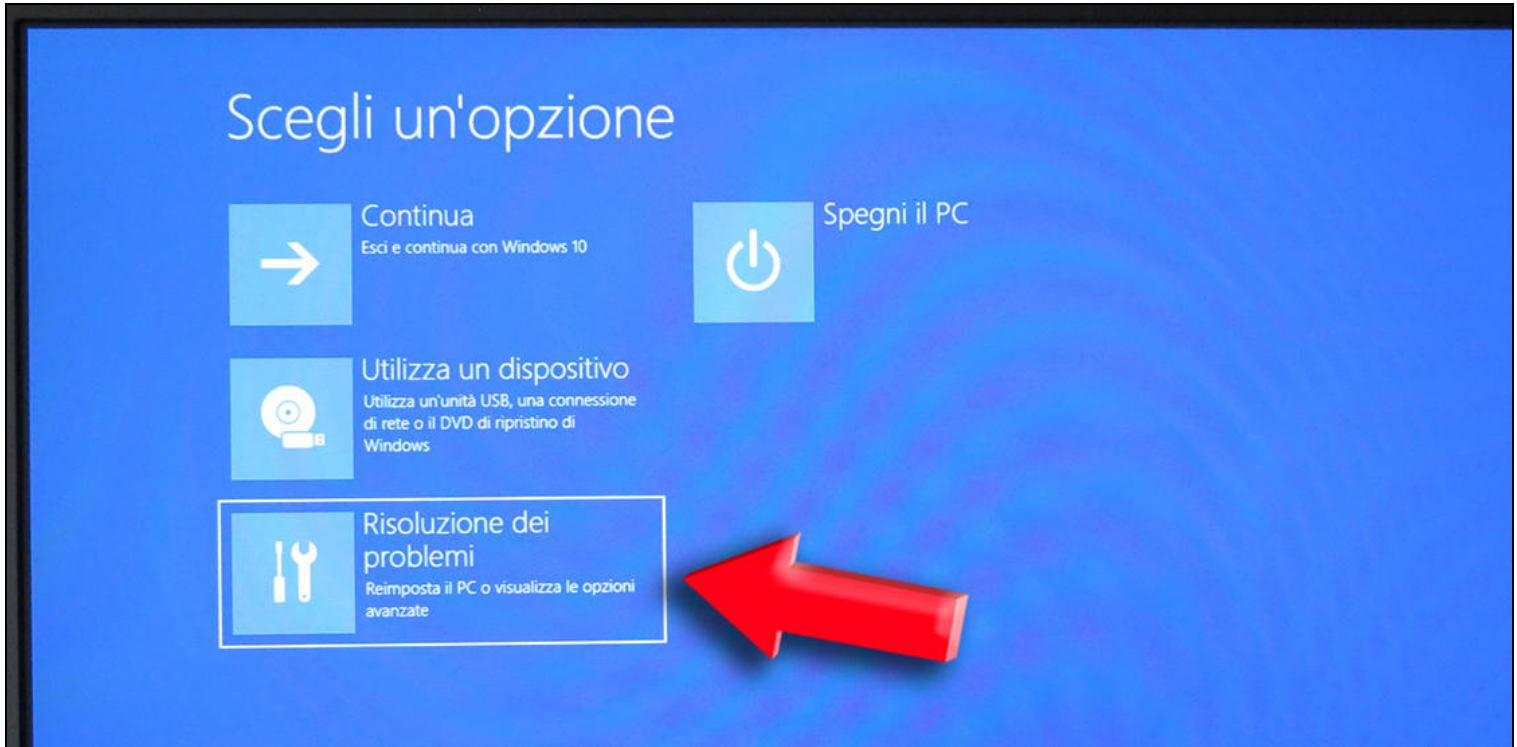 Scegli un'opzione
Continua
Esci e continua con Windows 10
Spegni il PC
Utilizza un dispositivo
Utilizza un'unità USB, una connessione
di rete o il DVD di ripristino di
Windows
Risoluzione dei
problemi
Reimposta il PC o visualizza le opzioni
avanzate